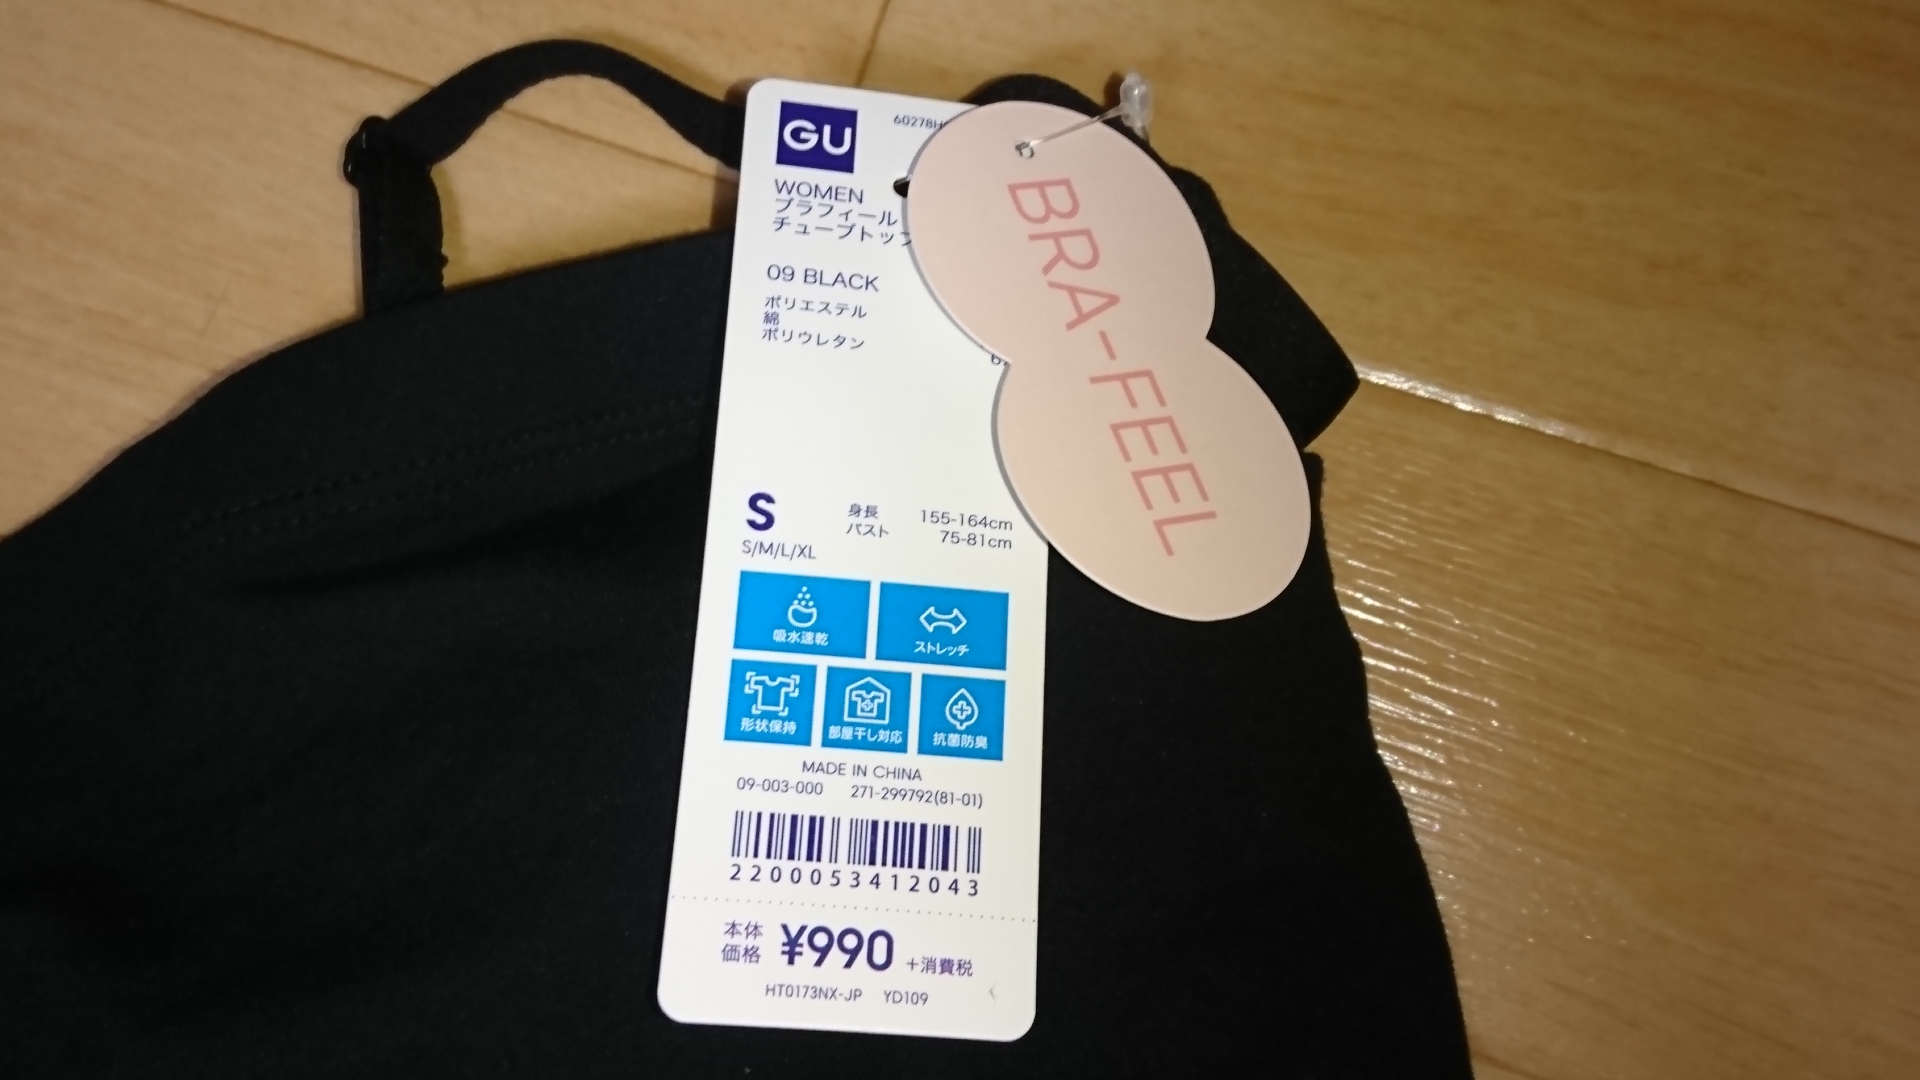 GU
WOMEN
ブラフィール
チューブトップ
09 BLACK
ポリエステル
綿
ポリウレタン
BRA-FEEL
S
S/M/L/XL
身長 155-164cm
バスト 75-81cm
吸水速乾
ストレッチ
形状保持
部屋干し対応
抗菌防臭
MADE IN CHINA
09-003-000 271-299792(81-01)
2200053412043
本体
価格
¥990 +消費税
HT0173NX-JP YD109